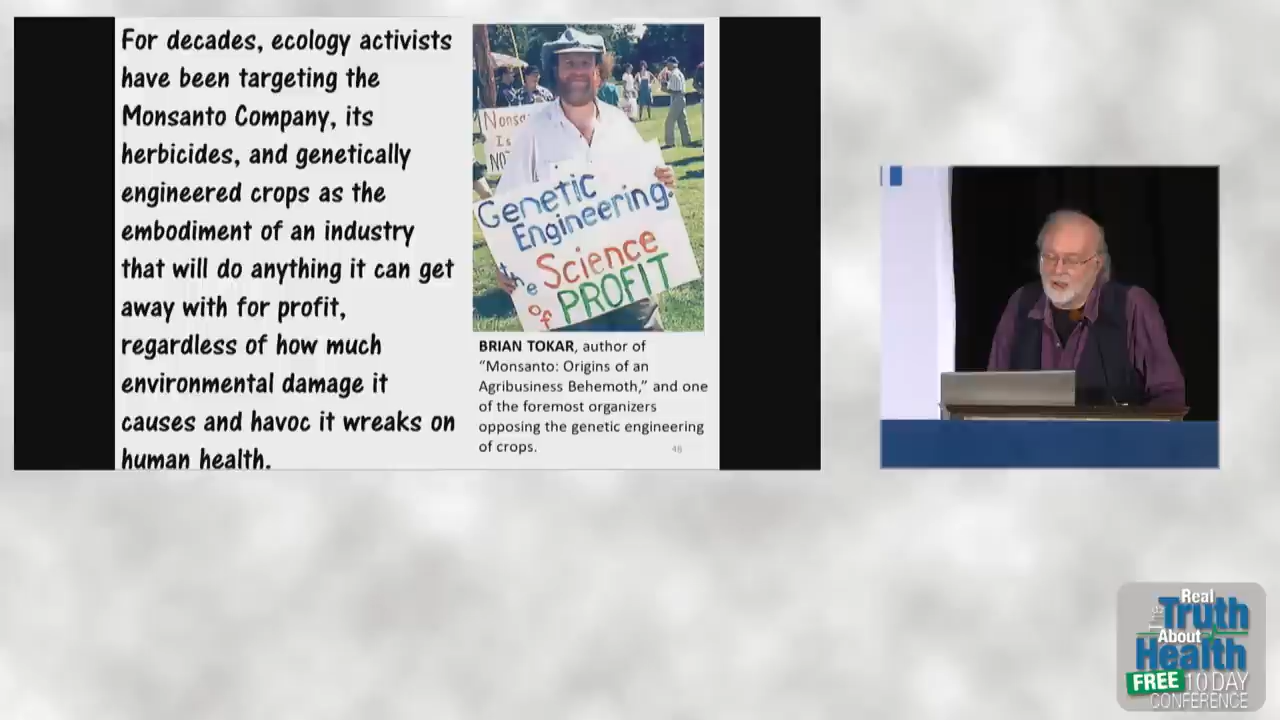 For decades, ecology activists
have been targeting the
Monsanto Company, its
herbicides, and genetically
engineered crops as the
embodiment of an industry
that will do anything it can get
away with for profit,
regardless of how much
environmental damage it
causes and havoc it wreaks on
human health.
Is
NO
Genetic
Engineering:
the Science
of PROFIT
BRIAN TOKAR, author of
“Monsanto: Origins of an
Agribusiness Behemoth,” and one
of the foremost organizers
opposing the genetic engineering
of crops.
48
The Real
Truth
About
Health
FREE 10 DAY
CONFERENCE